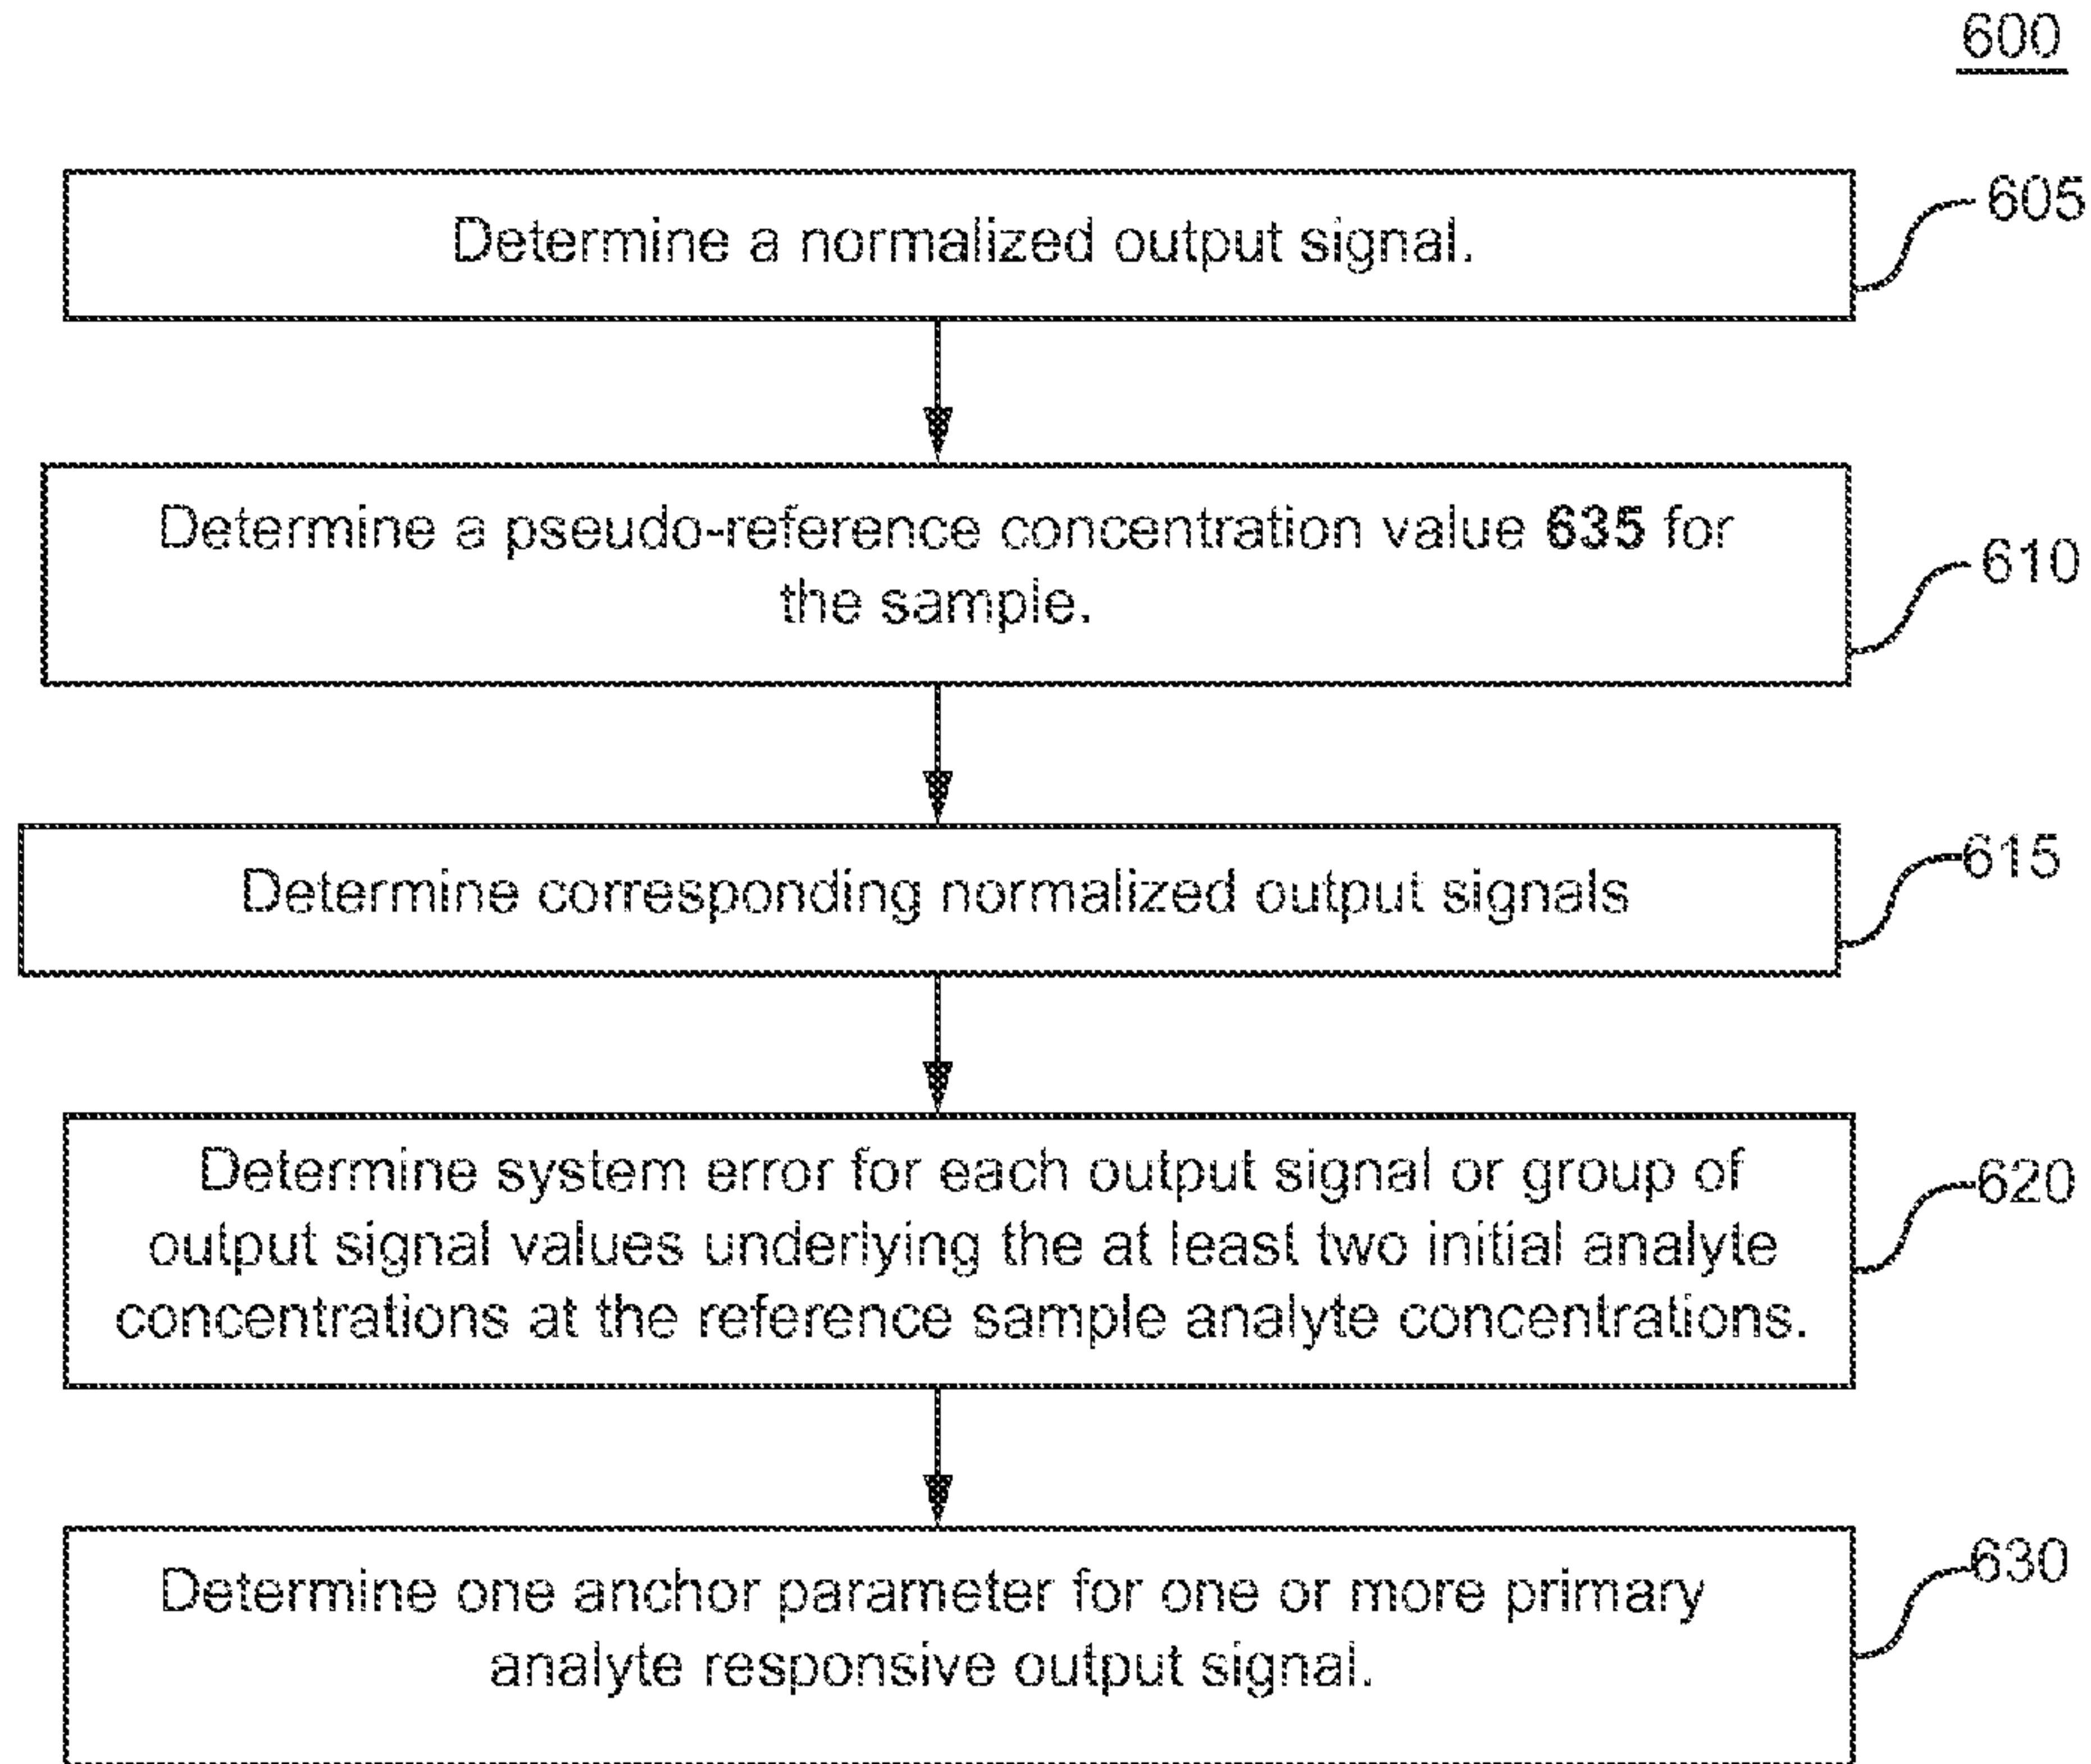 600
Determine a normalized output signal.
605
Determine a pseudo-reference concentration value 635 for
the sample.
610
Determine corresponding normalized output signals
615
Determine system error for each output signal or group of
output signal values underlying the at least two initial analyte
concentrations at the reference sample analyte concentrations.
620
Determine one anchor parameter for one or more primary
analyte responsive output signal.
630